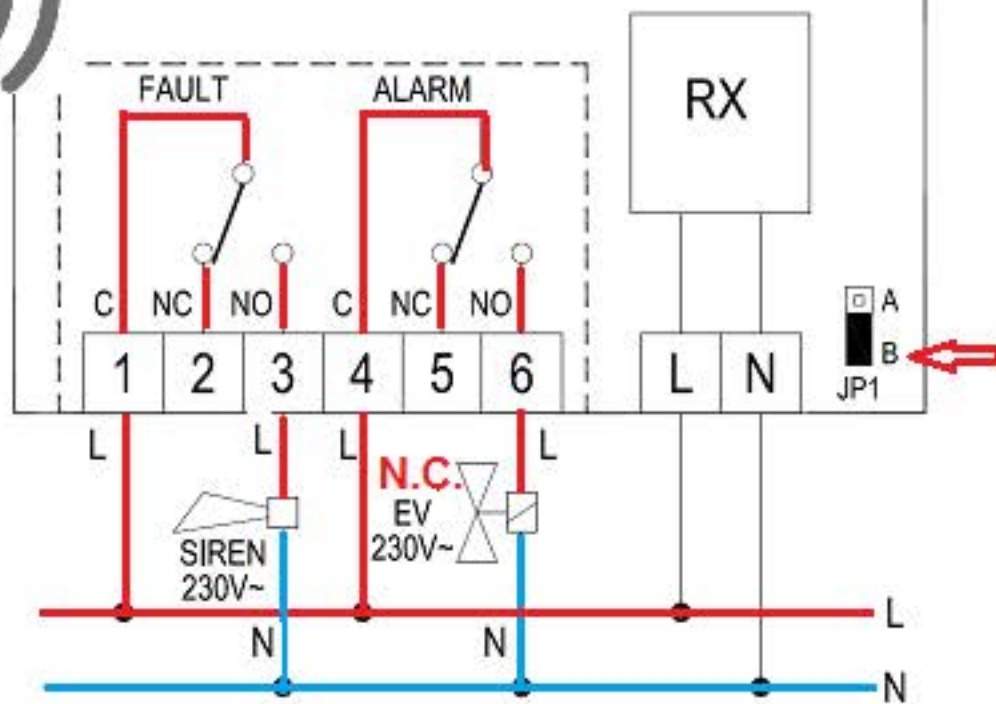 FAULT ALARM
RX
C NC NO C NC NO
A
B
JP1
1 2 3 4 5 6 L N
L L L L
N.C.
EV
230V~
SIREN
230V~
L
N N
N